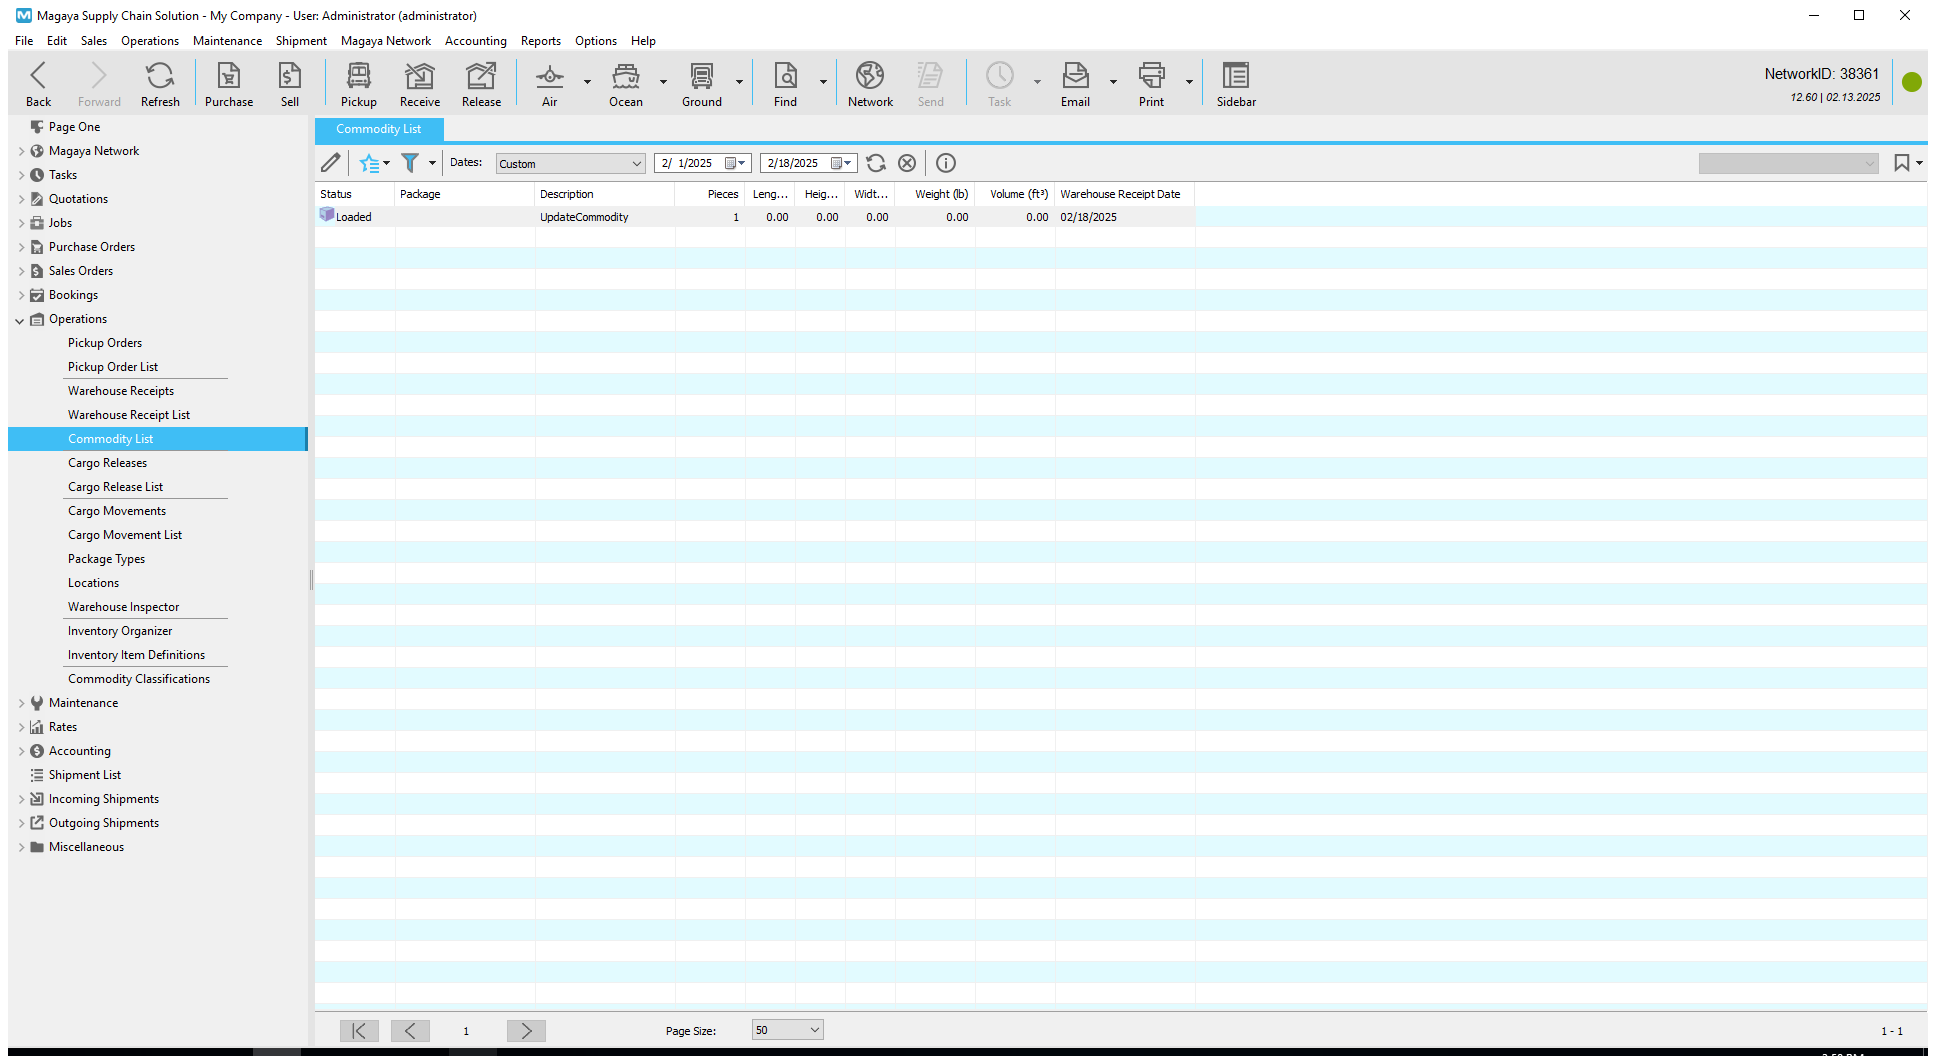 Magaya Supply Chain Solution - My Company - User: Administrator (administrator)
File Edit Sales Operations Maintenance Shipment Magaya Network Accounting Reports Options Help
Back Forward Refresh Purchase Sell Pickup Receive Release Air Ocean Ground Find Network Send Task Email Print Sidebar
NetworkID: 38361
12.60 | 02.13.2025
Page One
Magaya Network
Tasks
Quotations
Jobs
Purchase Orders
Sales Orders
Bookings
Operations
Pickup Orders
Pickup Order List
Warehouse Receipts
Warehouse Receipt List
Commodity List
Cargo Releases
Cargo Release List
Cargo Movements
Cargo Movement List
Package Types
Locations
Warehouse Inspector
Inventory Organizer
Inventory Item Definitions
Commodity Classifications
Maintenance
Rates
Accounting
Shipment List
Incoming Shipments
Outgoing Shipments
Miscellaneous
Commodity List
Dates: Custom 2/ 1/2025 2/18/2025
Status Package Description Pieces Leng... Heig... Widt... Weight (lb) Volume (ft³) Warehouse Receipt Date
Loaded UpdateCommodity 1 0.00 0.00 0.00 0.00 0.00 02/18/2025
1 Page Size: 50 1 - 1